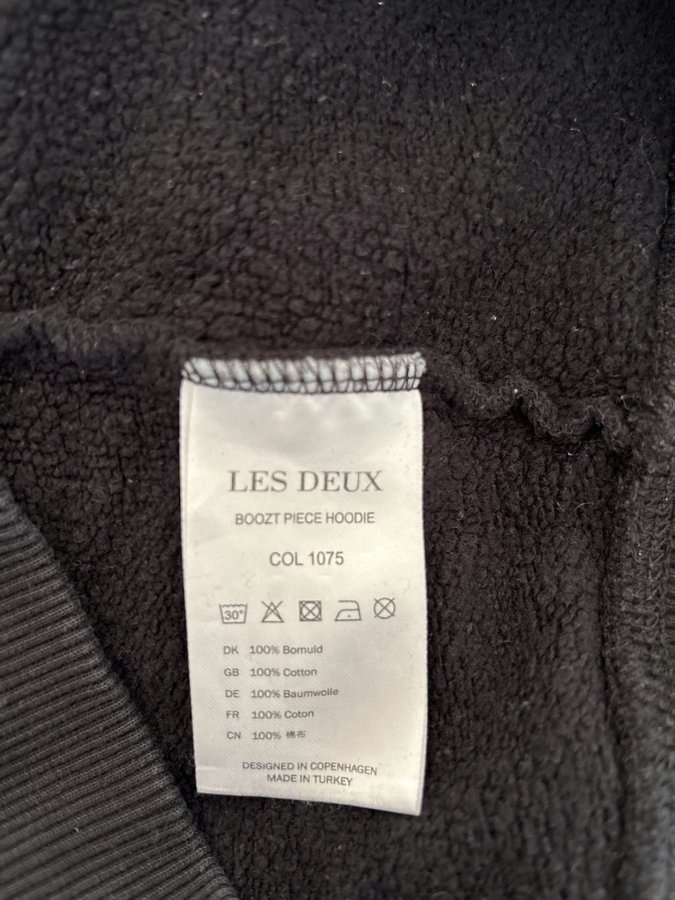 LES DEUX
BOOZT PIECE HOODIE
COL 1075
30°
DK 100% Bomuld
GB 100% Cotton
DE 100% Baumwolle
FR 100% Coton
CN 100% 棉布
DESIGNED IN COPENHAGEN
MADE IN TURKEY